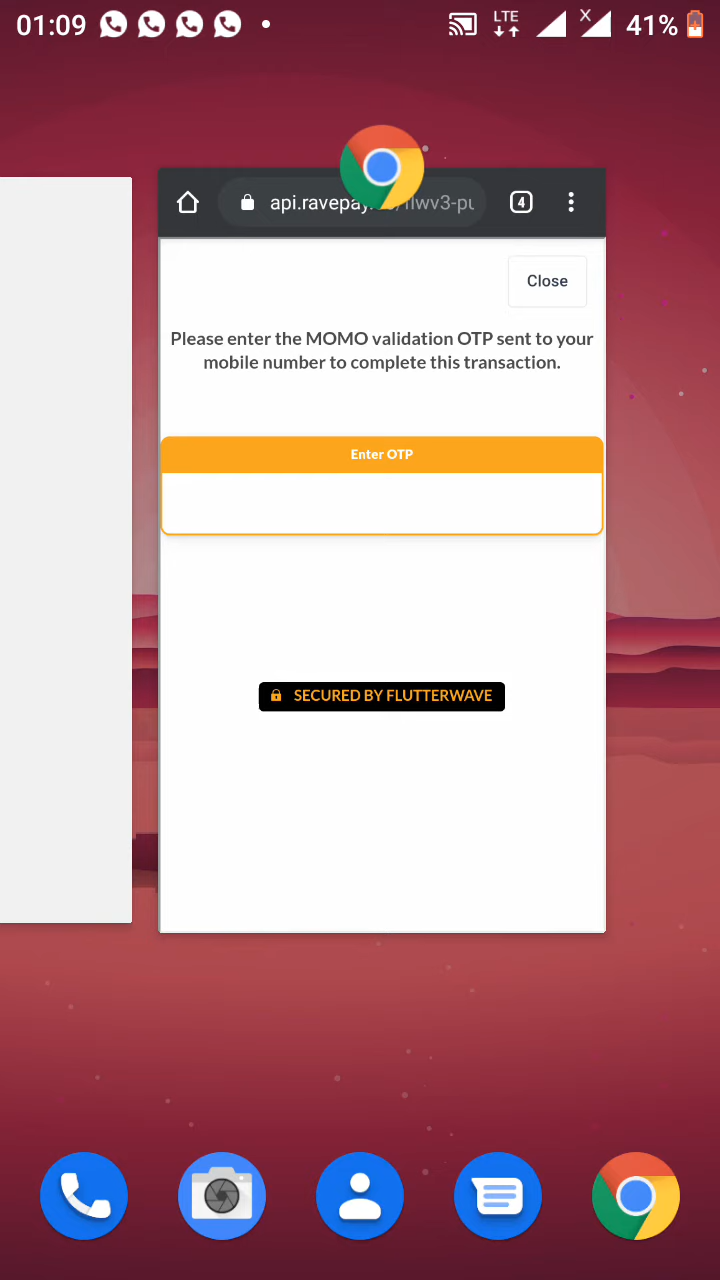 01:09
LTE
X
41%
api.ravepay.
4
Close
Please enter the MOMO validation OTP sent to your
mobile number to complete this transaction.
Enter OTP
SECURED BY FLUTTERWAVE